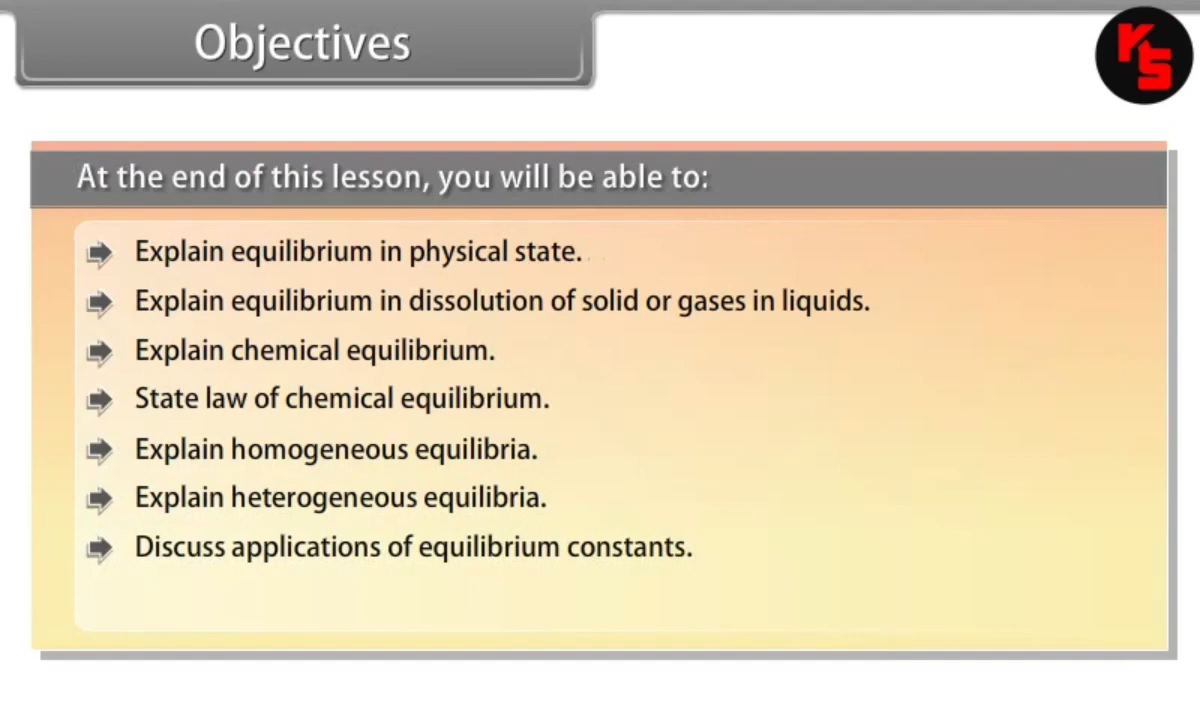 Objectives
KTS
At the end of this lesson, you will be able to:
Explain equilibrium in physical state.
Explain equilibrium in dissolution of solid or gases in liquids.
Explain chemical equilibrium.
State law of chemical equilibrium.
Explain homogeneous equilibria.
Explain heterogeneous equilibria.
Discuss applications of equilibrium constants.